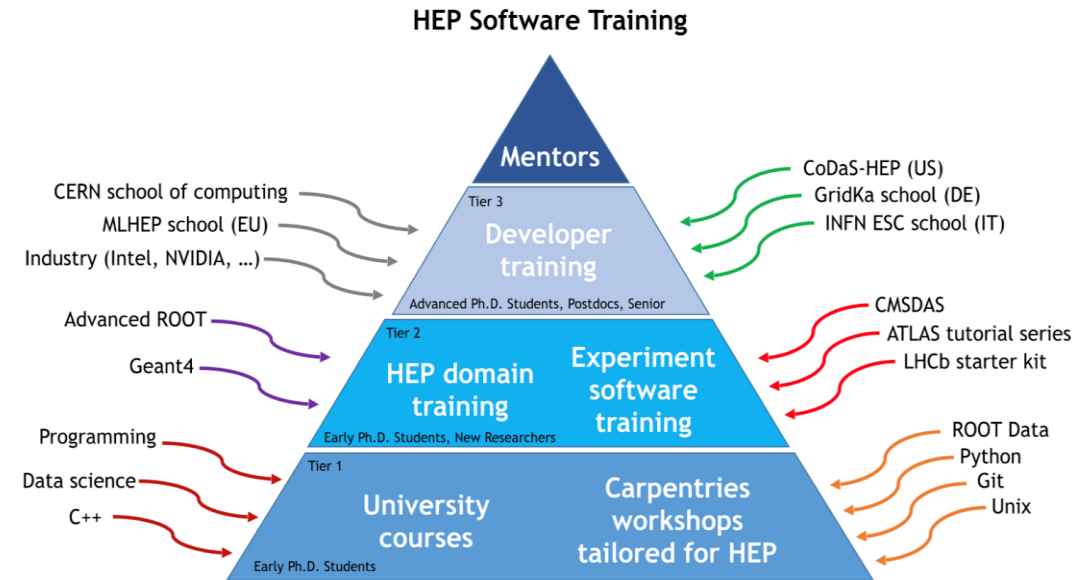 HEP Software Training
Mentors
CERN school of computing
MLHEP school (EU)
Industry (Intel, NVIDIA, ...)
CoDaS-HEP (US)
GridKa school (DE)
INFN ESC school (IT)
Tier 3
Developer
training
Advanced Ph.D. Students, Postdocs, Senior
Advanced ROOT
Geant4
CMSDAS
ATLAS tutorial series
LHCb starter kit
Tier 2
HEP domain
training
Experiment
software
training
Early Ph.D. Students, New Researchers
Programming
Data science
C++
ROOT Data
Python
Git
Unix
Tier 1
University
courses
Carpentries
workshops
tailored for HEP
Early Ph.D. Students